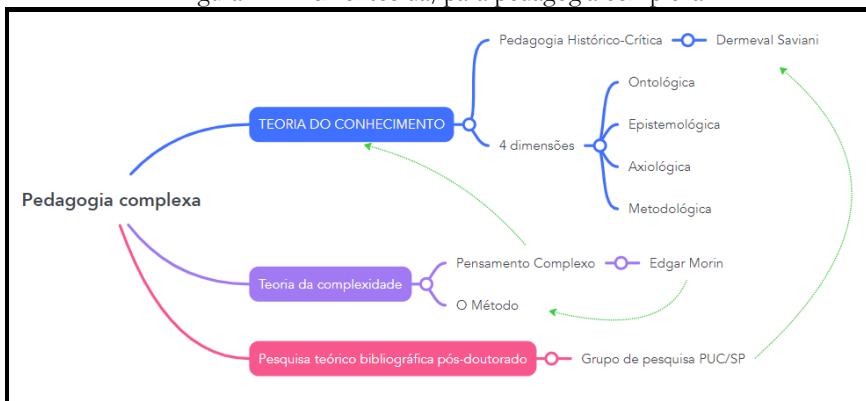 Pedagogia Histórico-Crítica
Dermeval Saviani
Ontológica
TEORIA DO CONHECIMENTO
Epistemológica
4 dimensões
Axiológica
Metodológica
Pedagogia complexa
Pensamento Complexo
Edgar Morin
Teoria da complexidade
O Método
Pesquisa teórico bibliográfica pós-doutorado
Grupo de pesquisa PUC/SP